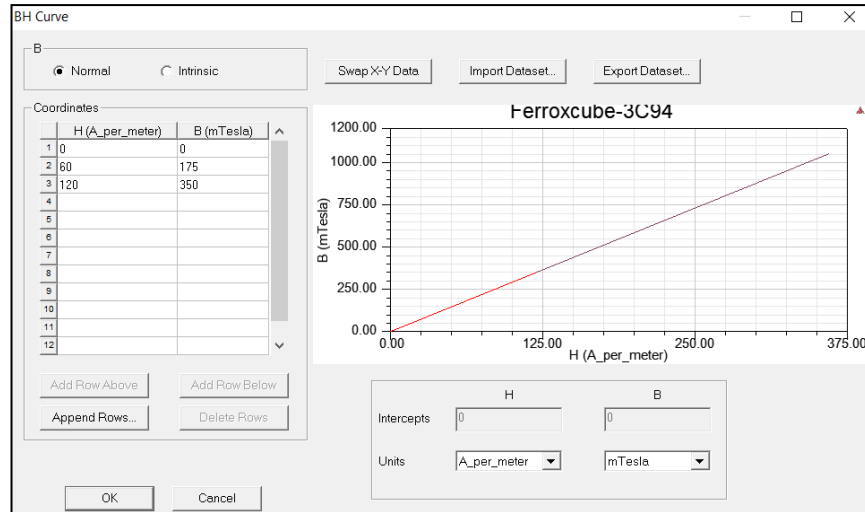 BH Curve
B
Normal
Intrinsic
Swap X-Y Data
Import Dataset...
Export Dataset...
Coordinates
H (A_per_meter) B (mTesla)
1 0 0
2 60 175
3 120 350
4
5
6
7
8
9
10
11
12
Add Row Above
Add Row Below
Append Rows...
Delete Rows
Ferroxcube-3C94
1200.00
1000.00
750.00
500.00
250.00
0.00
B (mTesla)
0.00 125.00 250.00 375.00
H (A_per_meter)
H B
Intercepts 0 0
Units A_per_meter mTesla
OK
Cancel